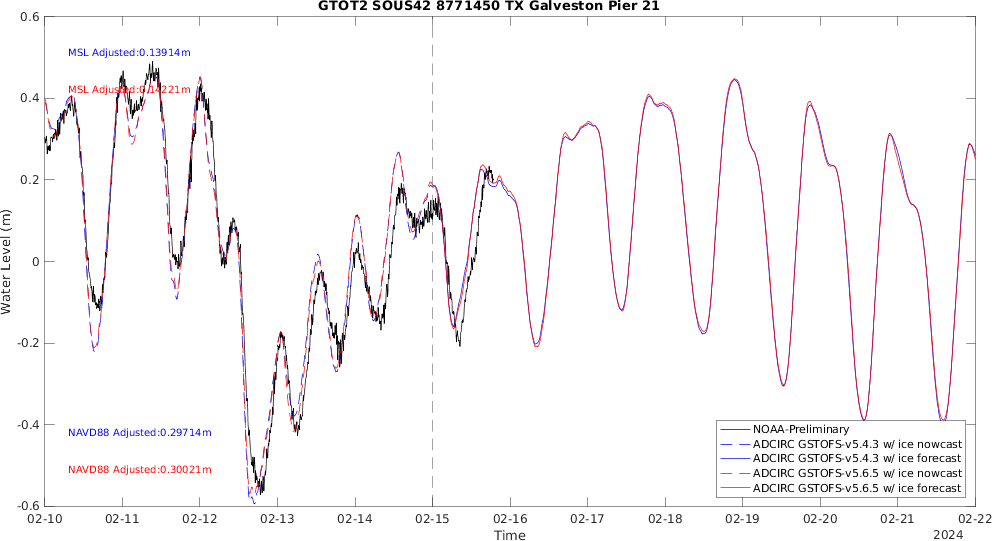 GTOT2 SOUS42 8771450 TX Galveston Pier 21
0.6
MSL Adjusted:0.13914m
MSL Adjusted:0.14221m
0.4
0.2
Water Level (m)
0
-0.2
-0.4
NAVD88 Adjusted:0.29714m
NAVD88 Adjusted:0.30021m
-0.6
NOAA-Preliminary
ADCIRC GSTOFS-v5.4.3 w/ ice nowcast
ADCIRC GSTOFS-v5.4.3 w/ ice forecast
ADCIRC GSTOFS-v5.6.5 w/ ice nowcast
ADCIRC GSTOFS-v5.6.5 w/ ice forecast
02-10 02-11 02-12 02-13 02-14 02-15 02-16 02-17 02-18 02-19 02-20 02-21 02-22
Time
2024